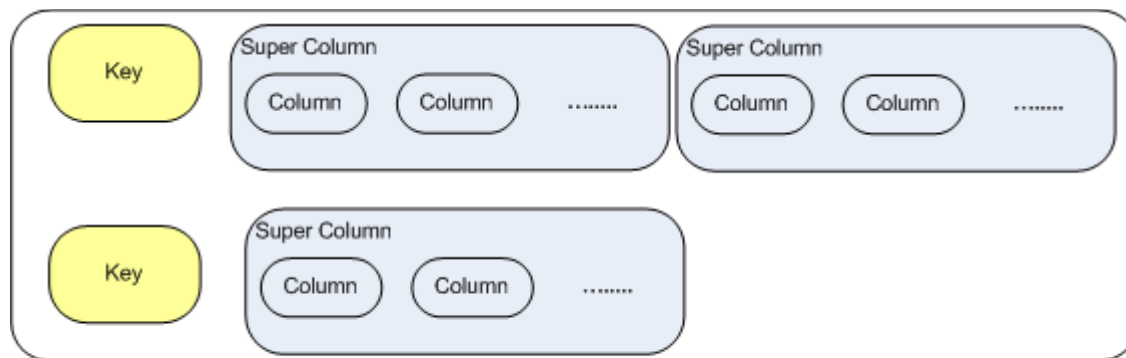 Super Column Super Column
Key
Column Column ......... Column Column .........
Super Column
Key
Column Column .........